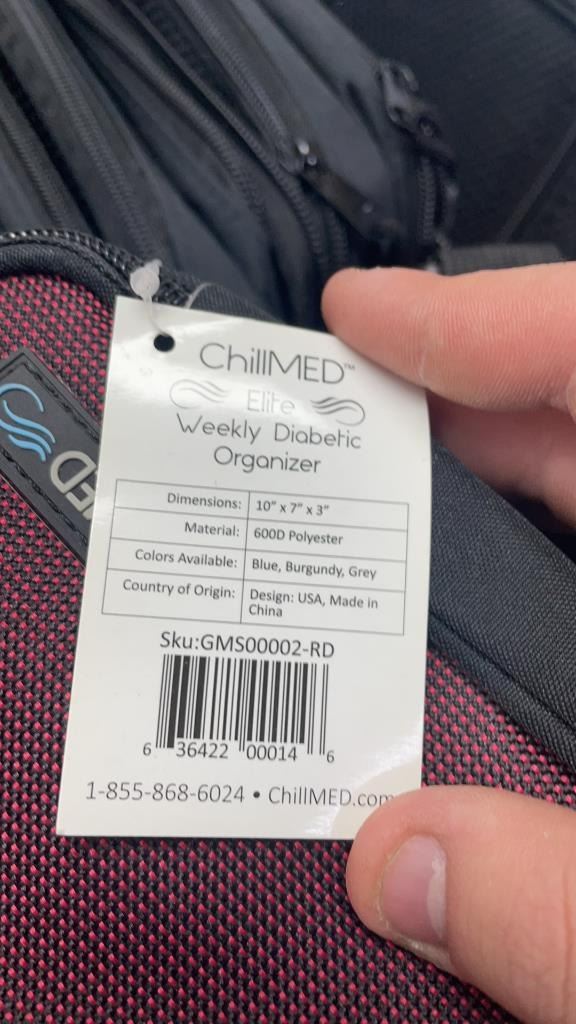 ChillMED™
Elite
Weekly Diabetic
Organizer
Dimensions: 10" x 7" x 3"
Material: 600D Polyester
Colors Available: Blue, Burgundy, Grey
Country of Origin: Design: USA, Made in
China
Sku:GMS00002-RD
6 36422 00014 6
1-855-868-6024 • ChillMED.com